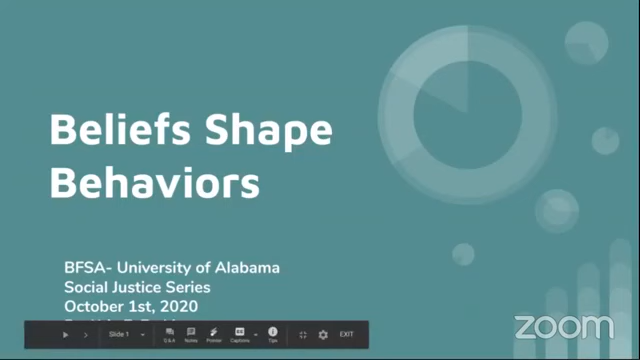 Beliefs Shape
Behaviors
BFSA- University of Alabama
Social Justice Series
October 1st, 2020
Slide 1
Q & A
Notes
Pointer
Captions
Tips
EXIT
zoom